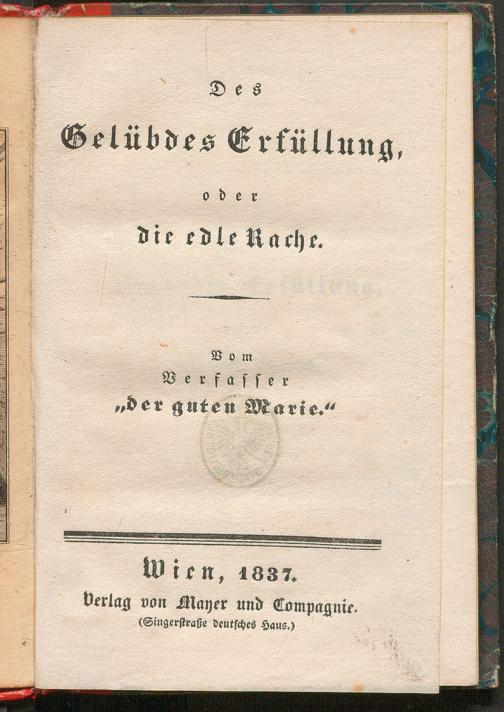 Des
Gelübdes Erfüllung,
oder
die edle Rache.
Vom
Verfasser
„der guten Marie.“
Wien, 1837.
Verlag von Mayer und Compagnie.
(Singerstraße deutsches Haus.)